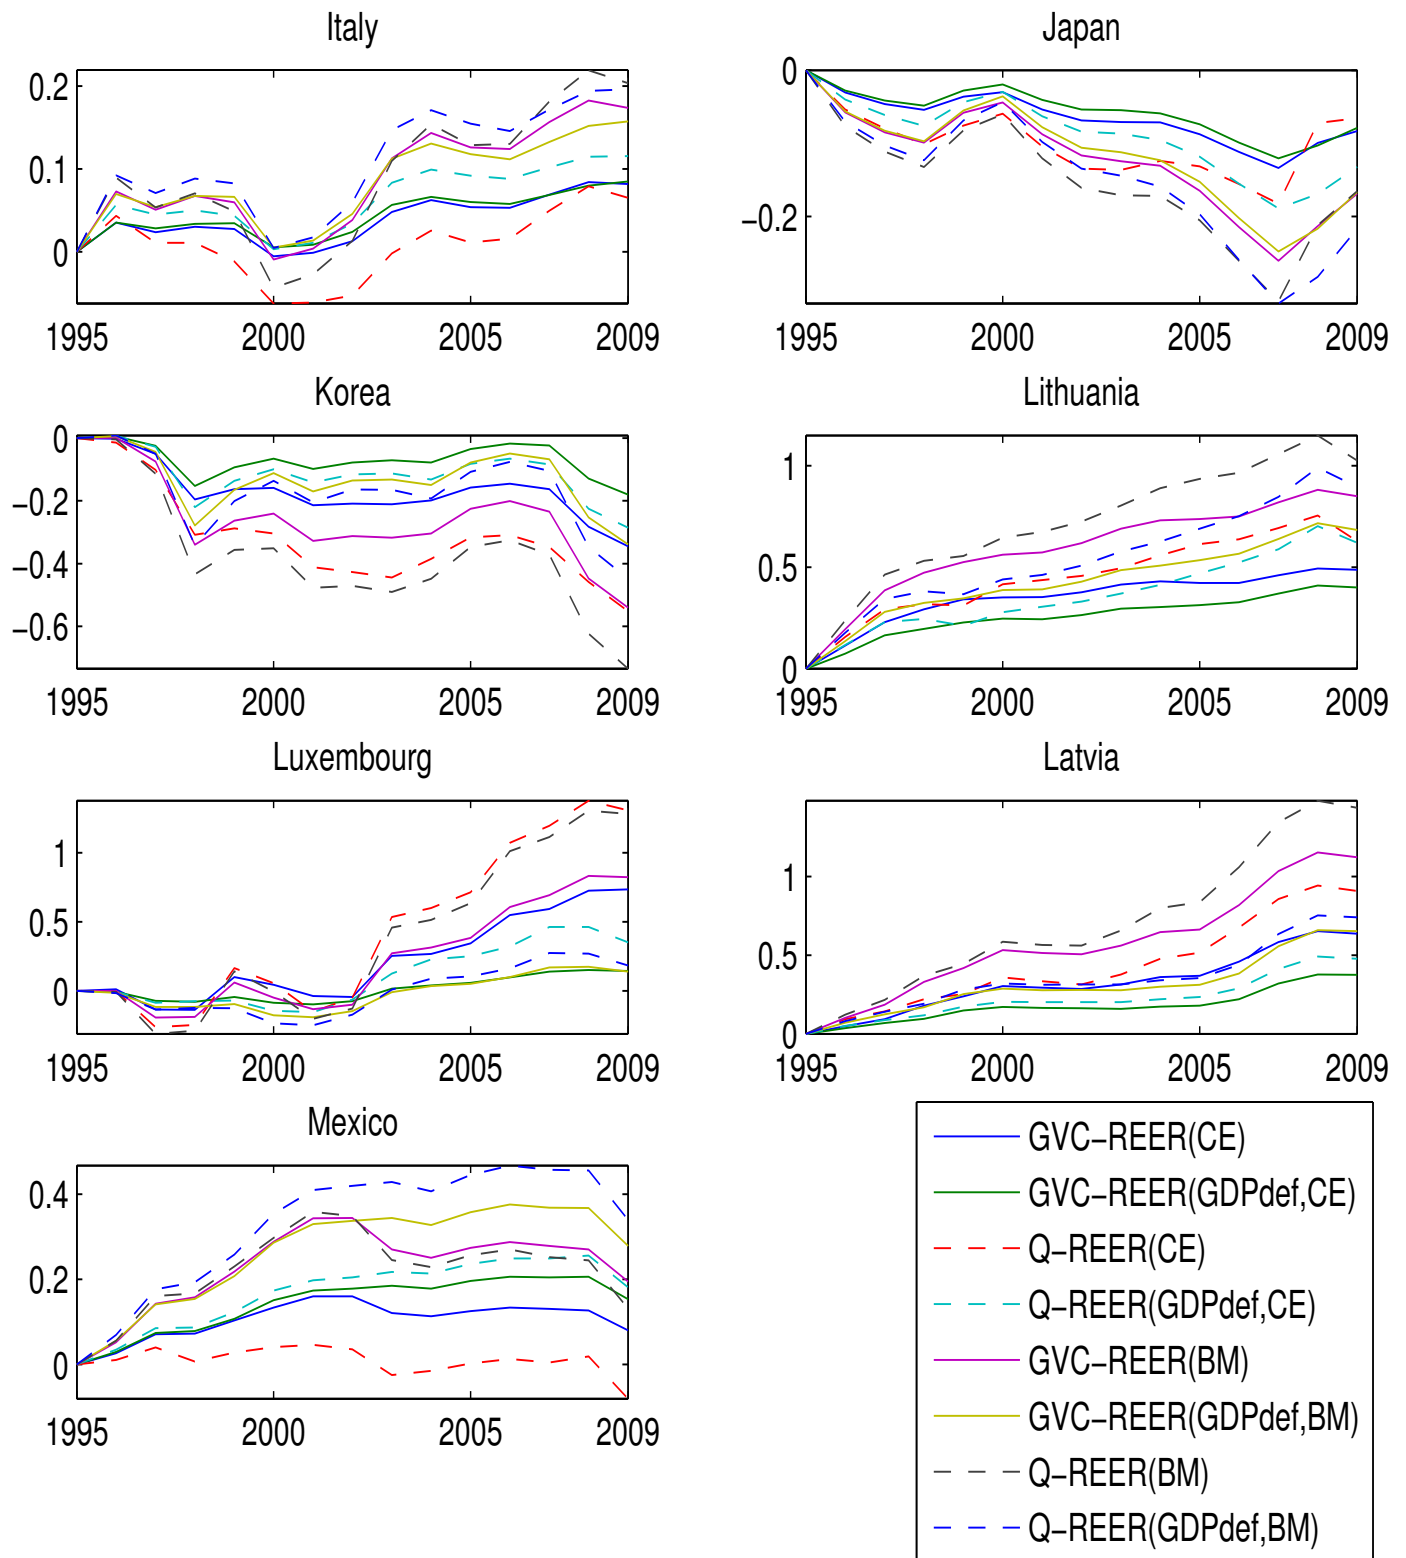 Italy
Japan
0.2
0.1
0
1995 2000 2005 2009
0
−0.2
1995 2000 2005 2009
Korea
Lithuania
0
−0.2
−0.4
−0.6
1995 2000 2005 2009
1
0.5
0
1995 2000 2005 2009
Luxembourg
Latvia
1
0.5
0
1995 2000 2005 2009
1
0.5
0
1995 2000 2005 2009
Mexico
0.4
0.2
0
1995 2000 2005 2009
GVC−REER(CE)
GVC−REER(GDPdef,CE)
Q−REER(CE)
Q−REER(GDPdef,CE)
GVC−REER(BM)
GVC−REER(GDPdef,BM)
Q−REER(BM)
Q−REER(GDPdef,BM)